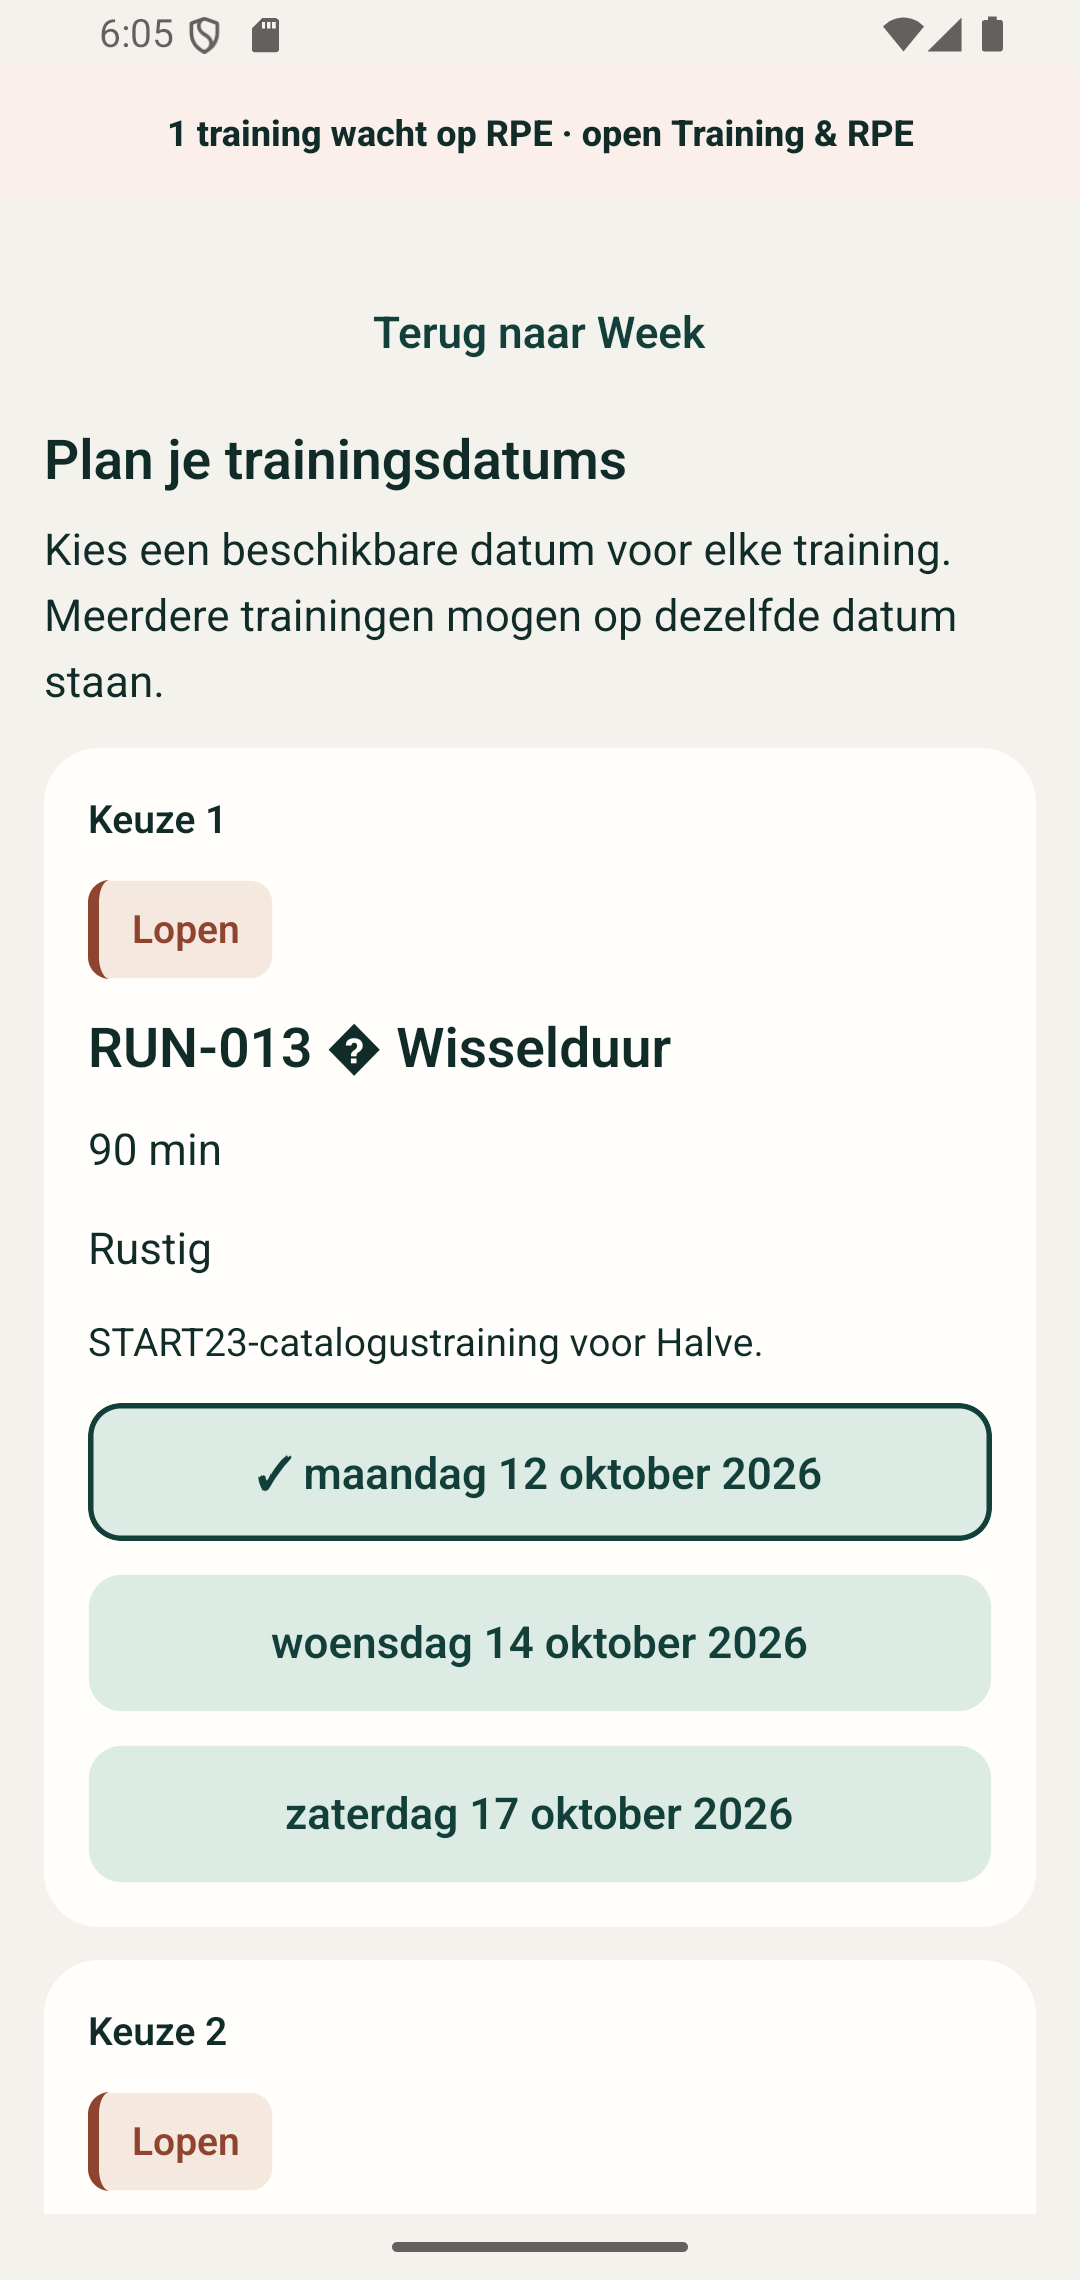 6:05
1 training wacht op RPE · open Training & RPE
Terug naar Week
Plan je trainingsdatums
Kies een beschikbare datum voor elke training.
Meerdere trainingen mogen op dezelfde datum
staan.
Keuze 1
Lopen
RUN-013 � Wisselduur
90 min
Rustig
START23-catalogustraining voor Halve.
✓ maandag 12 oktober 2026
woensdag 14 oktober 2026
zaterdag 17 oktober 2026
Keuze 2
Lopen